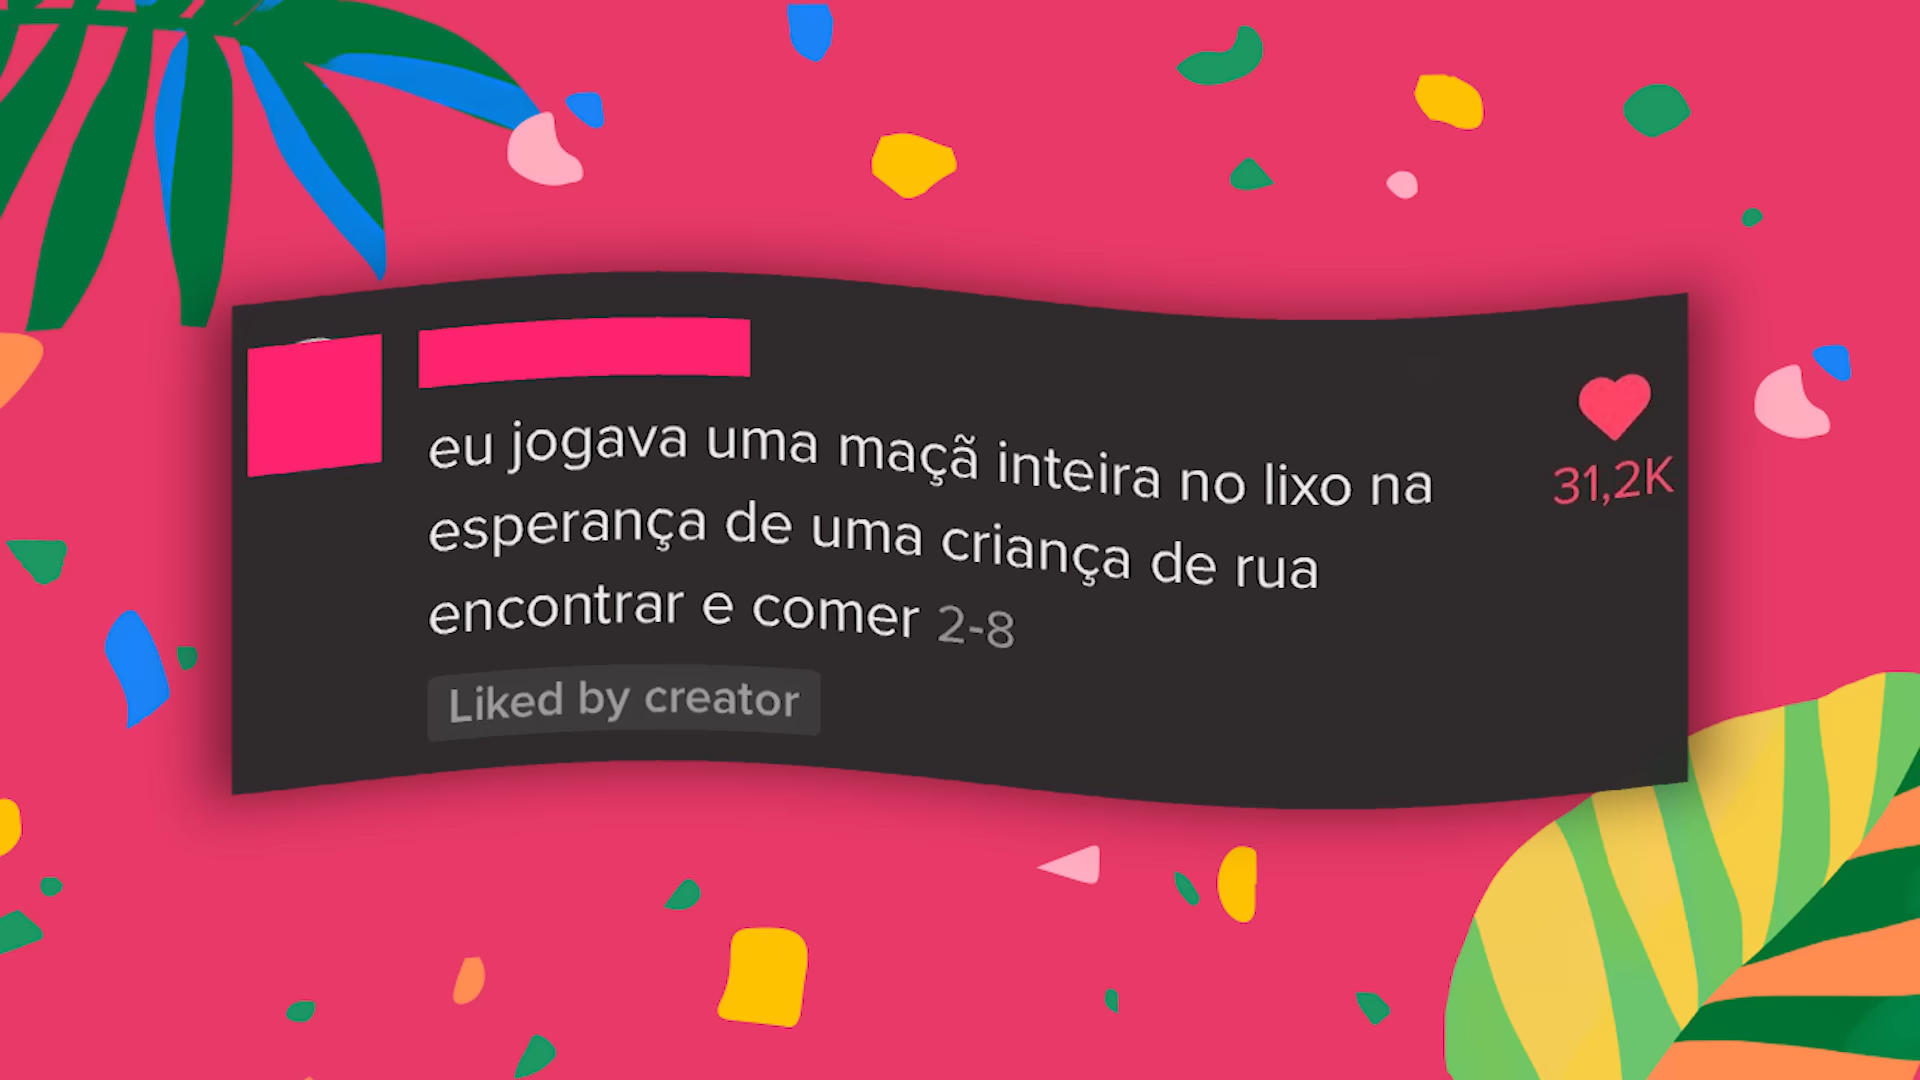 eu jogava uma maçã inteira no lixo na
esperança de uma criança de rua
encontrar e comer 2-8
Liked by creator
31,2K